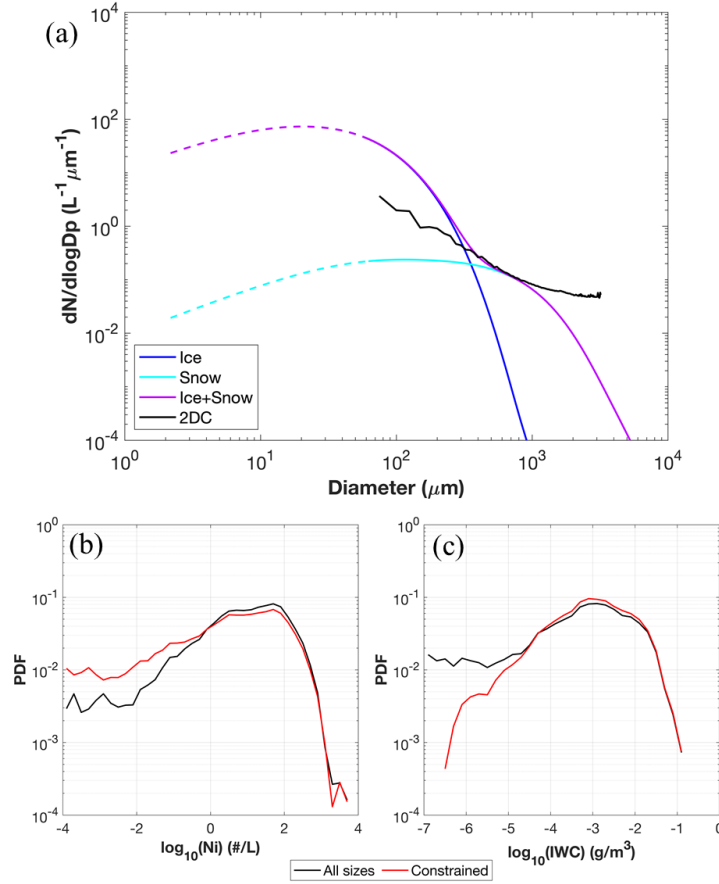 (a)
10^4
10^2
10^0
10^-2
10^-4
dN/dlogDp (L^-1 μm^-1)
Ice
Snow
Ice+Snow
2DC
10^0 10^1 10^2 10^3 10^4
Diameter (μm)
(b)
10^0
10^-1
10^-2
10^-3
10^-4
PDF
-4 -2 0 2 4
log10(Ni) (#/L)
(c)
10^0
10^-1
10^-2
10^-3
10^-4
PDF
-7 -6 -5 -4 -3 -2 -1 0
log10(IWC) (g/m^3)
All sizes Constrained